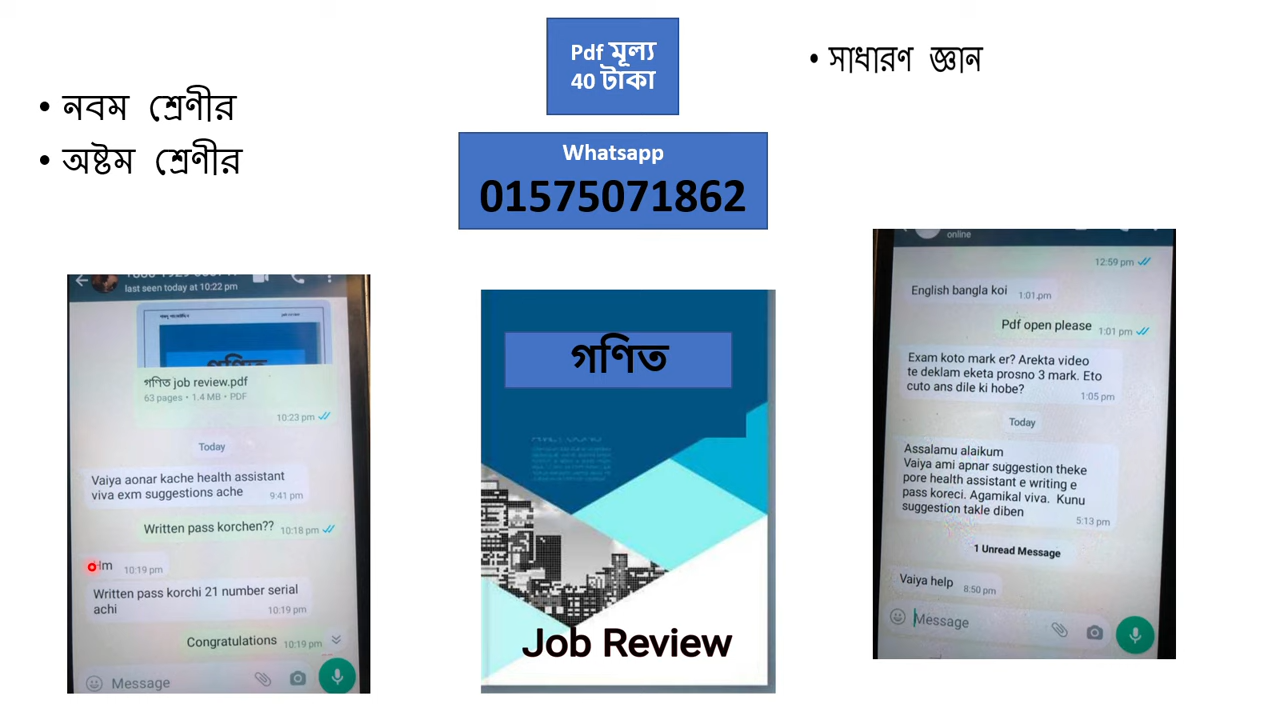 Pdf মূল্য
40 টাকা
Whatsapp
01575071862
• সাধারণ জ্ঞান
• নবম শ্রেণীর
• অষ্টম শ্রেণীর
last seen today at 10:22 pm
গণিত job review.pdf
63 pages • 1.4 MB • PDF
10:23 pm
Today
Vaiya aonar kache health assistant
viva exm suggestions ache 9:41 pm
Written pass korchen?? 10:18 pm
10:19 pm
Written pass korchi 21 number serial
achi 10:19 pm
Congratulations 10:19 pm
Message
গণিত
Job Review
online
12:59 pm
English bangla koi 1:01 pm
Pdf open please 1:01 pm
Exam koto mark er? Arekta video
te deklam eketa prosno 3 mark. Eto
cuto ans dile ki hobe? 1:05 pm
Today
Assalamu alaikum
Vaiya ami apnar suggestion theke
pore health assistant e writing e
pass koreci. Agamikal viva. Kunu
suggestion takle diben 5:13 pm
1 Unread Message
Vaiya help 8:50 pm
Message